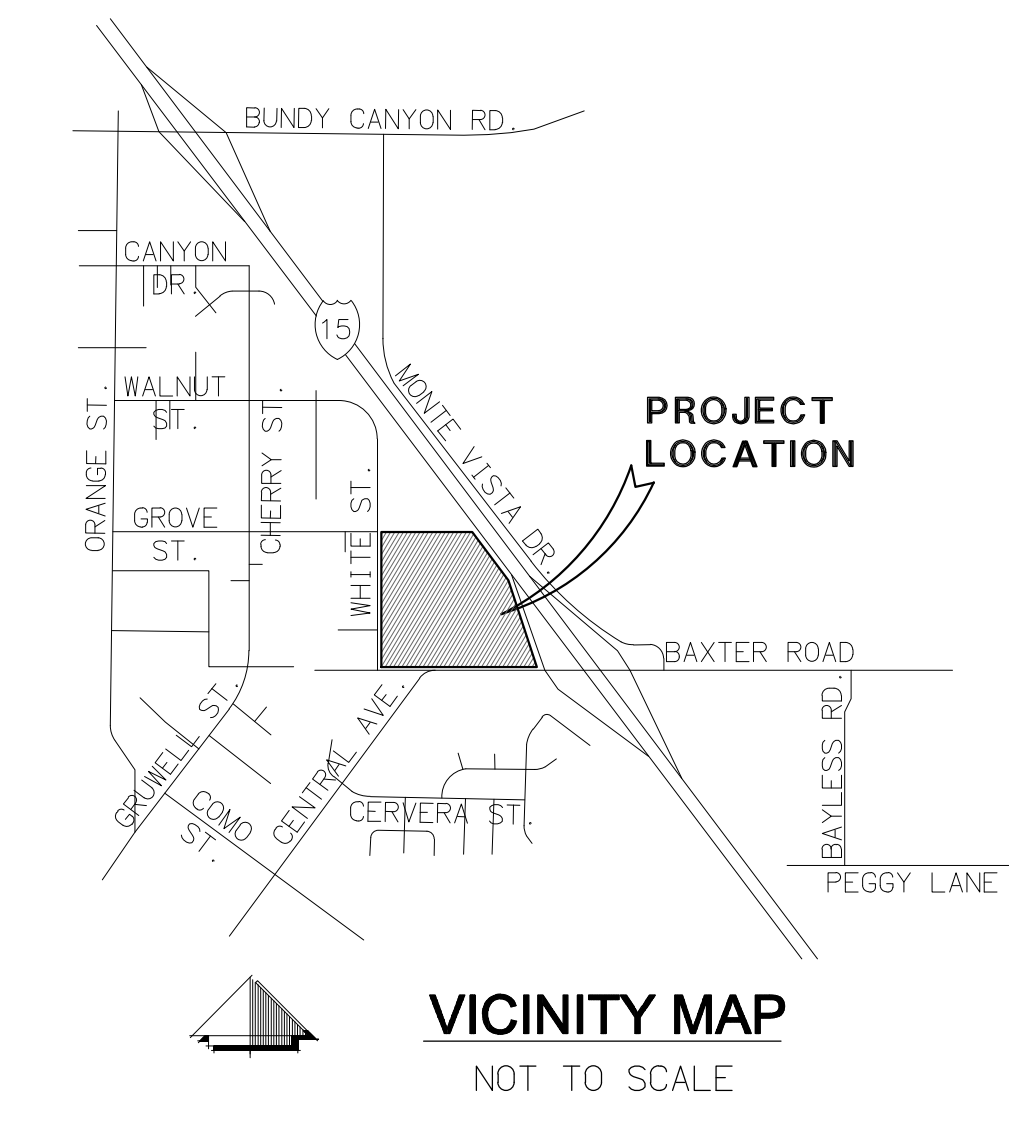 BUNDY CANYON RD.
CANYON
DR.
15
MONTE VISTA DR.
PROJECT
LOCATION
ORANGE ST.
WALNUT
ST.
CHERRY ST.
WHITE ST.
GROVE
ST.
BAXTER ROAD
GRUWELL ST.
CENTRAL AVE.
BAYLESS RD.
COMO
ST.
CERVERA ST.
PEGGY LANE
VICINITY MAP
NOT TO SCALE